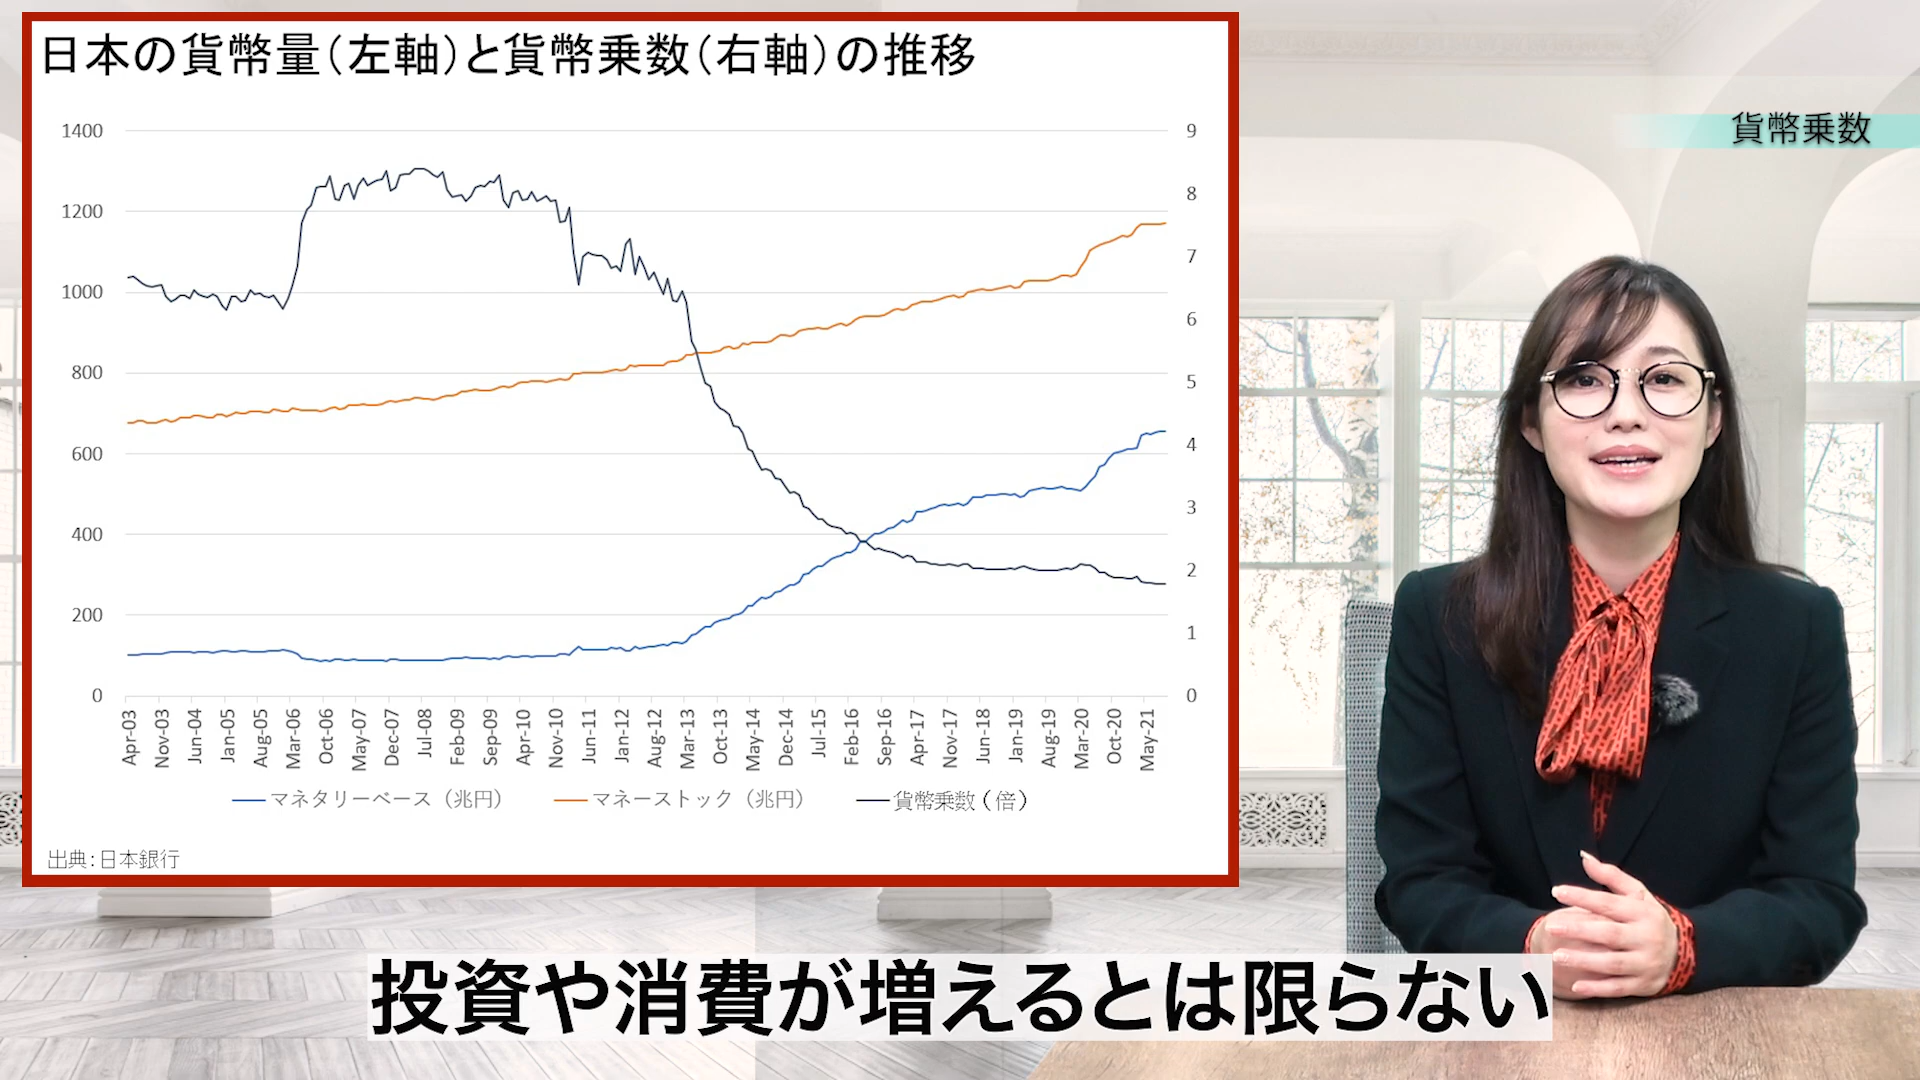 日本の貨幣量（左軸）と貨幣乗数（右軸）の推移
貨幣乗数
1400
1200
1000
800
600
400
200
0
9
8
7
6
5
4
3
2
1
0
Apr-03
Nov-03
Jun-04
Jan-05
Aug-05
Mar-06
Oct-06
May-07
Dec-07
Jul-08
Feb-09
Sep-09
Apr-10
Nov-10
Jun-11
Jan-12
Aug-12
Mar-13
Oct-13
May-14
Dec-14
Jul-15
Feb-16
Sep-16
Apr-17
Nov-17
Jun-18
Jan-19
Aug-19
Mar-20
Oct-20
May-21
マネタリーベース（兆円） マネーストック（兆円） 貨幣乗数（倍）
出典：日本銀行
投資や消費が増えるとは限らない